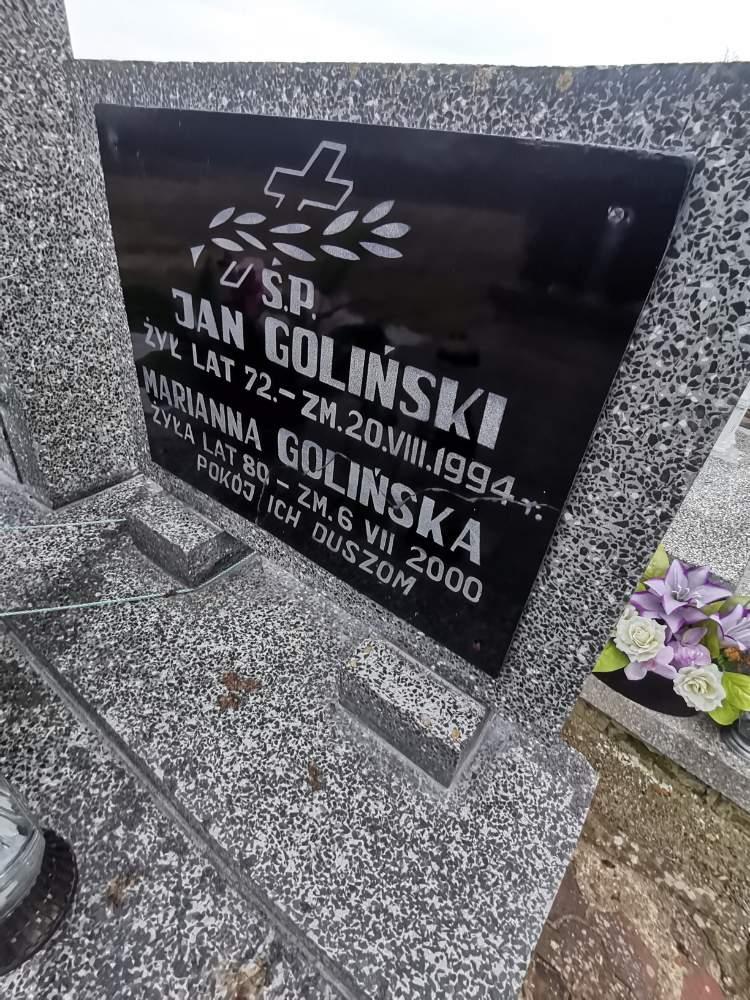 Ś.P.
JAN GOLIŃSKI
ŻYŁ LAT 72.- ZM.20.VIII.1994 r.
MARIANNA GOLIŃSKA
ŻYŁA LAT 80.- ZM. 6 VII 2000
POKÓJ ICH DUSZOM